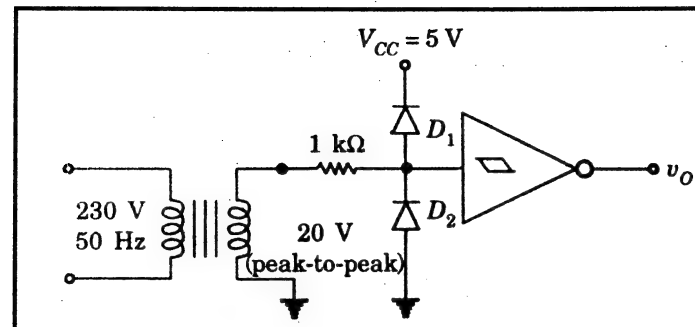 V_CC = 5 V
D_1
1 kΩ
v_O
D_2
230 V
50 Hz
20 V
(peak-to-peak)